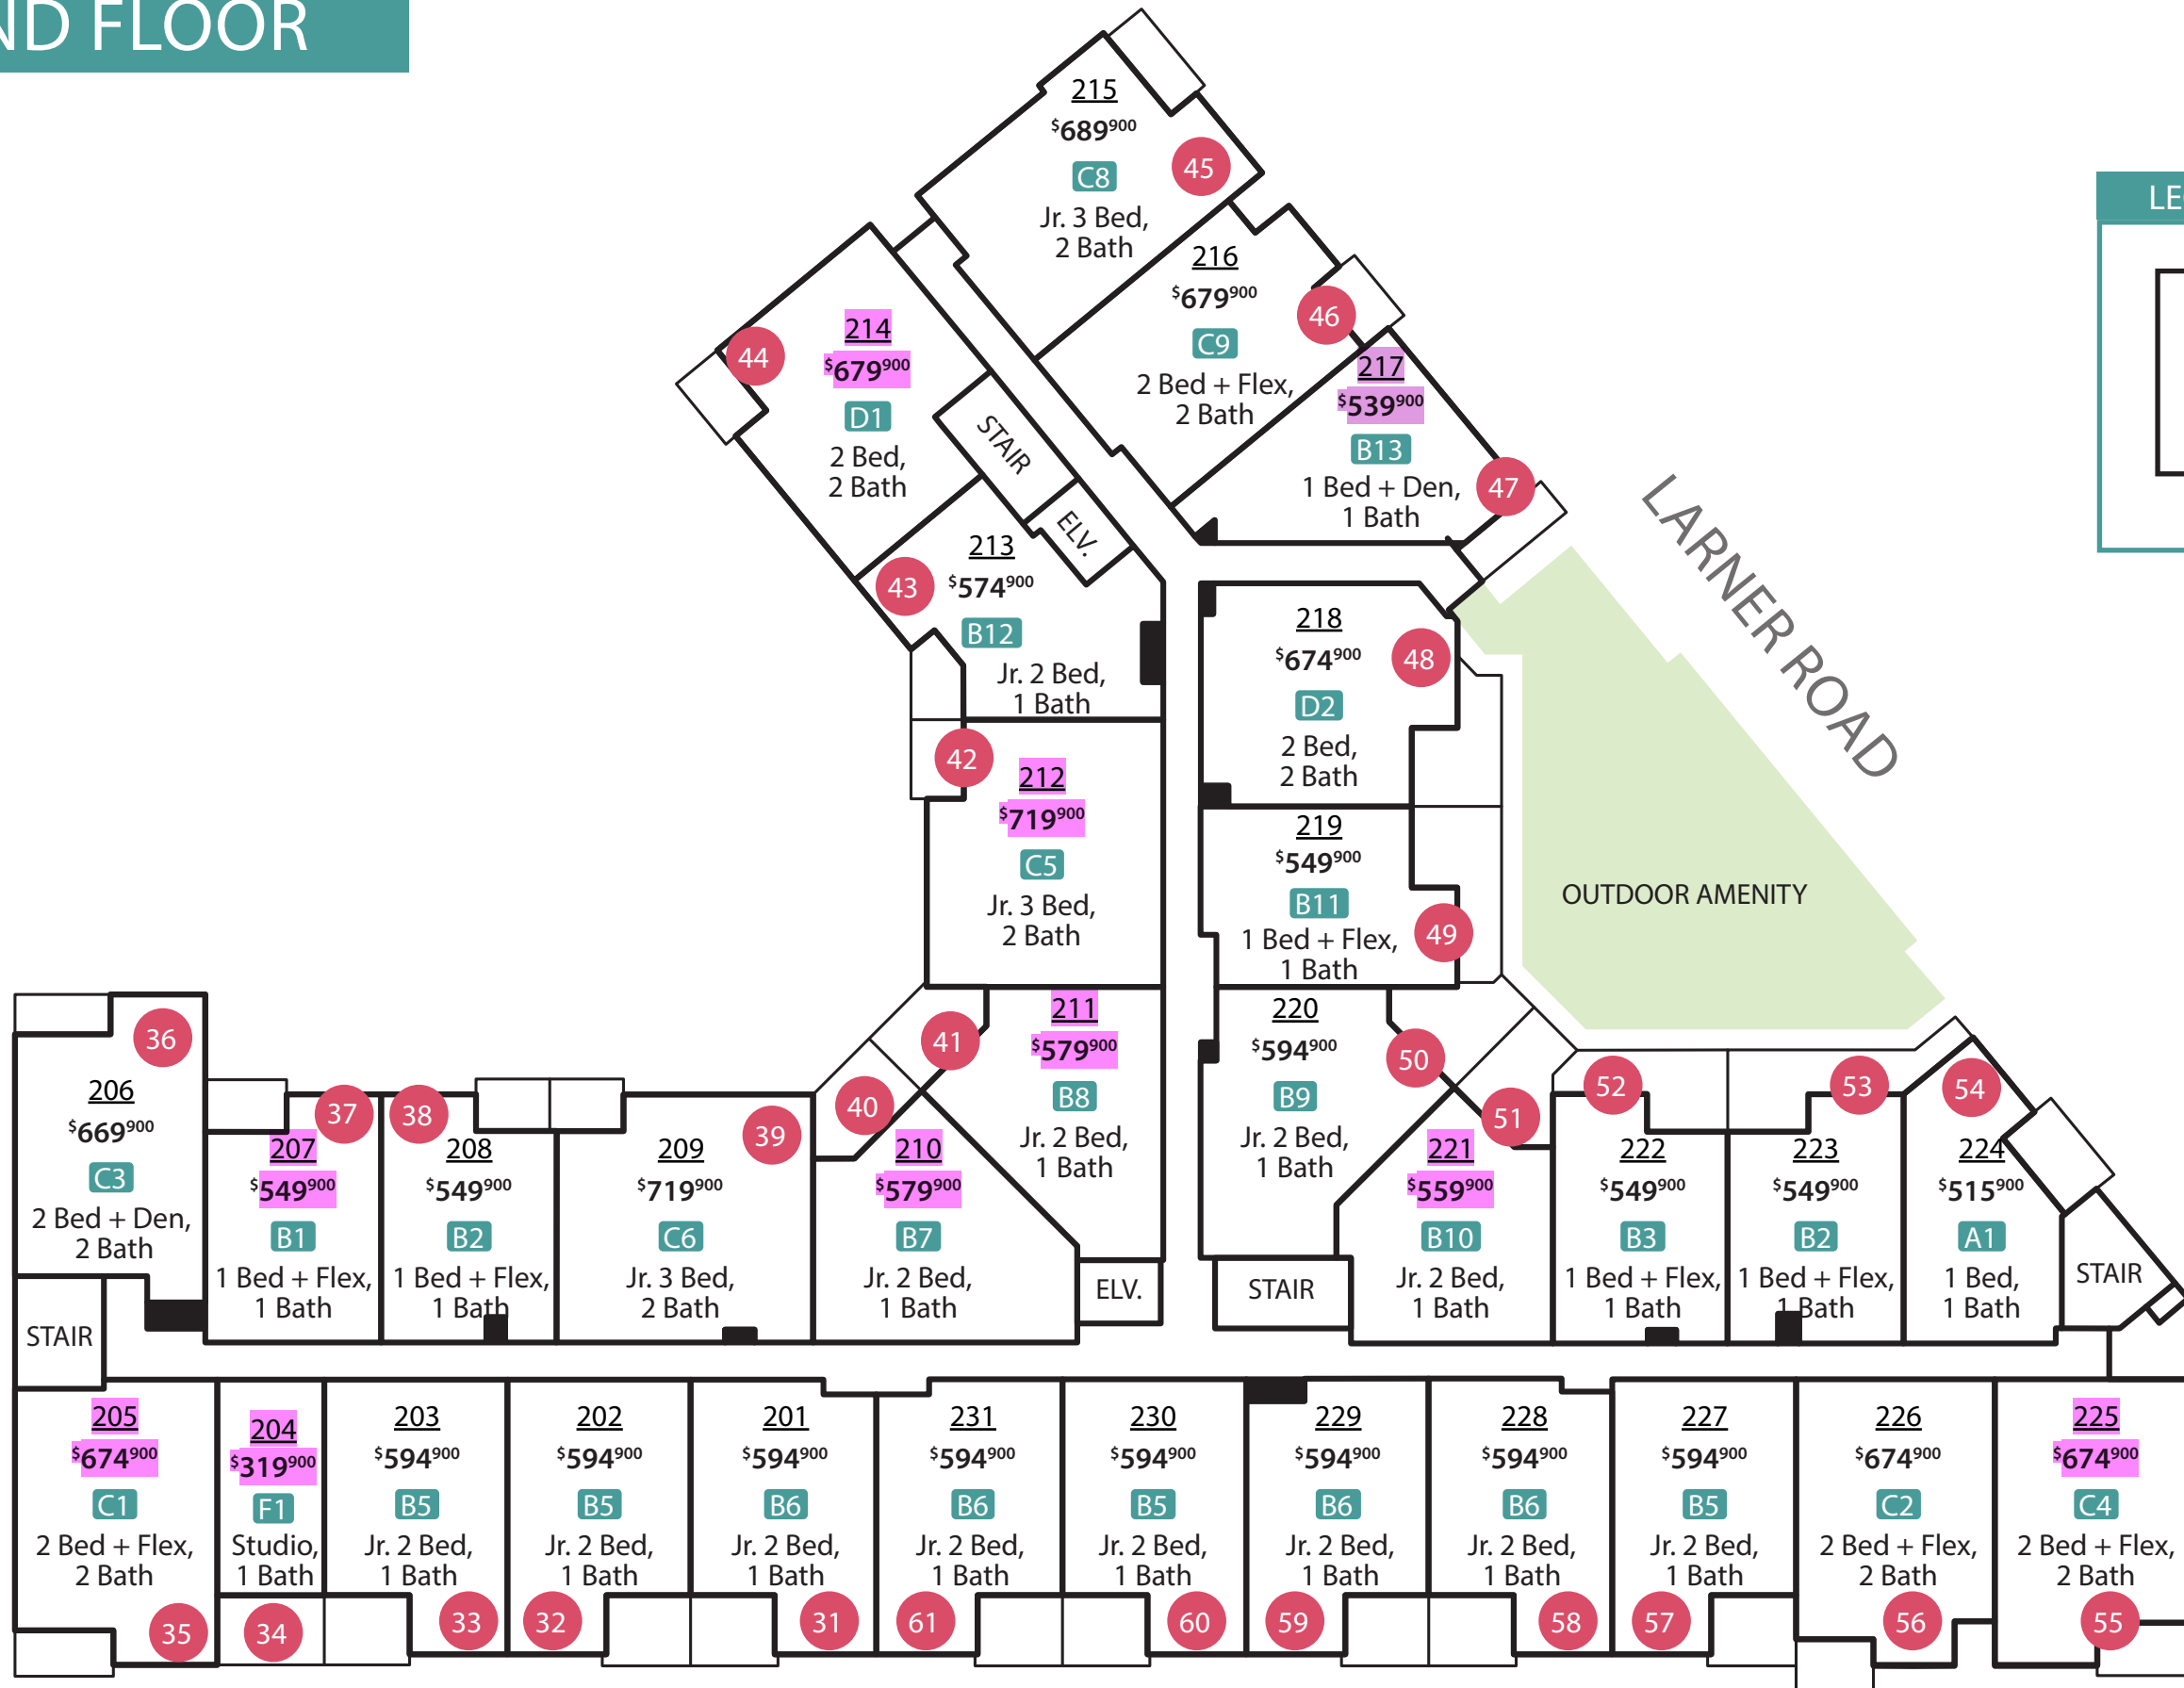 ND FLOOR
LE
215
$689900
C8
Jr. 3 Bed,
2 Bath
45
216
$679900
C9
2 Bed + Flex,
2 Bath
46
214
$679900
D1
2 Bed,
2 Bath
44
217
$539900
B13
1 Bed + Den,
1 Bath
47
STAIR
ELV.
LARNER ROAD
213
$574900
B12
Jr. 2 Bed,
1 Bath
43
218
$674900
D2
2 Bed,
2 Bath
48
42
212
$719900
C5
Jr. 3 Bed,
2 Bath
219
$549900
B11
1 Bed + Flex,
1 Bath
49
OUTDOOR AMENITY
36
206
$669900
C3
2 Bed + Den,
2 Bath
37
207
$549900
B1
1 Bed + Flex,
1 Bath
38
208
$549900
B2
1 Bed + Flex,
1 Bath
39
209
$719900
C6
Jr. 3 Bed,
2 Bath
40
210
$579900
B7
Jr. 2 Bed,
1 Bath
41
211
$579900
B8
Jr. 2 Bed,
1 Bath
ELV.
220
$594900
B9
Jr. 2 Bed,
1 Bath
50
STAIR
51
221
$559900
B10
Jr. 2 Bed,
1 Bath
52
222
$549900
B3
1 Bed + Flex,
1 Bath
53
223
$549900
B2
1 Bed + Flex,
1 Bath
54
224
$515900
A1
1 Bed,
1 Bath
STAIR
STAIR
205
$674900
C1
2 Bed + Flex,
2 Bath
35
204
$319900
F1
Studio,
1 Bath
34
203
$594900
B5
Jr. 2 Bed,
1 Bath
33
202
$594900
B5
Jr. 2 Bed,
1 Bath
32
201
$594900
B6
Jr. 2 Bed,
1 Bath
31
231
$594900
B6
Jr. 2 Bed,
1 Bath
61
230
$594900
B5
Jr. 2 Bed,
1 Bath
60
229
$594900
B6
Jr. 2 Bed,
1 Bath
59
228
$594900
B6
Jr. 2 Bed,
1 Bath
58
227
$594900
B5
Jr. 2 Bed,
1 Bath
57
226
$674900
C2
2 Bed + Flex,
2 Bath
56
225
$674900
C4
2 Bed + Flex,
2 Bath
55